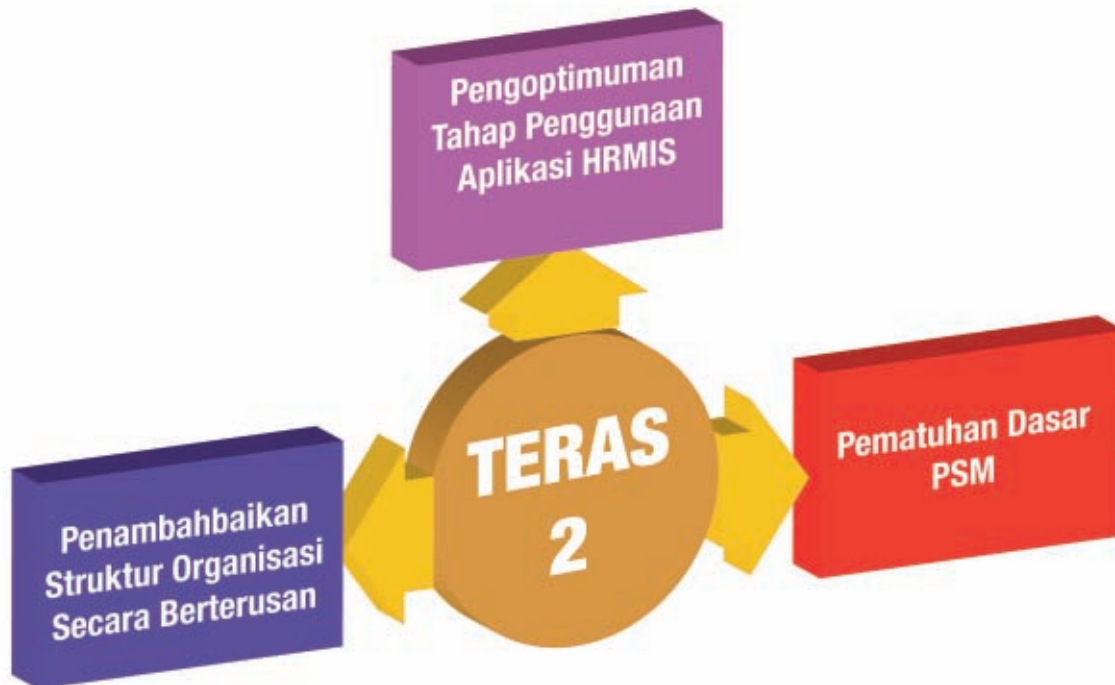 Pengoptimuman
Tahap Penggunaan
Aplikasi HRMIS
TERAS
2
Pematuhan Dasar
PSM
Penambahbaikan
Struktur Organisasi
Secara Berterusan